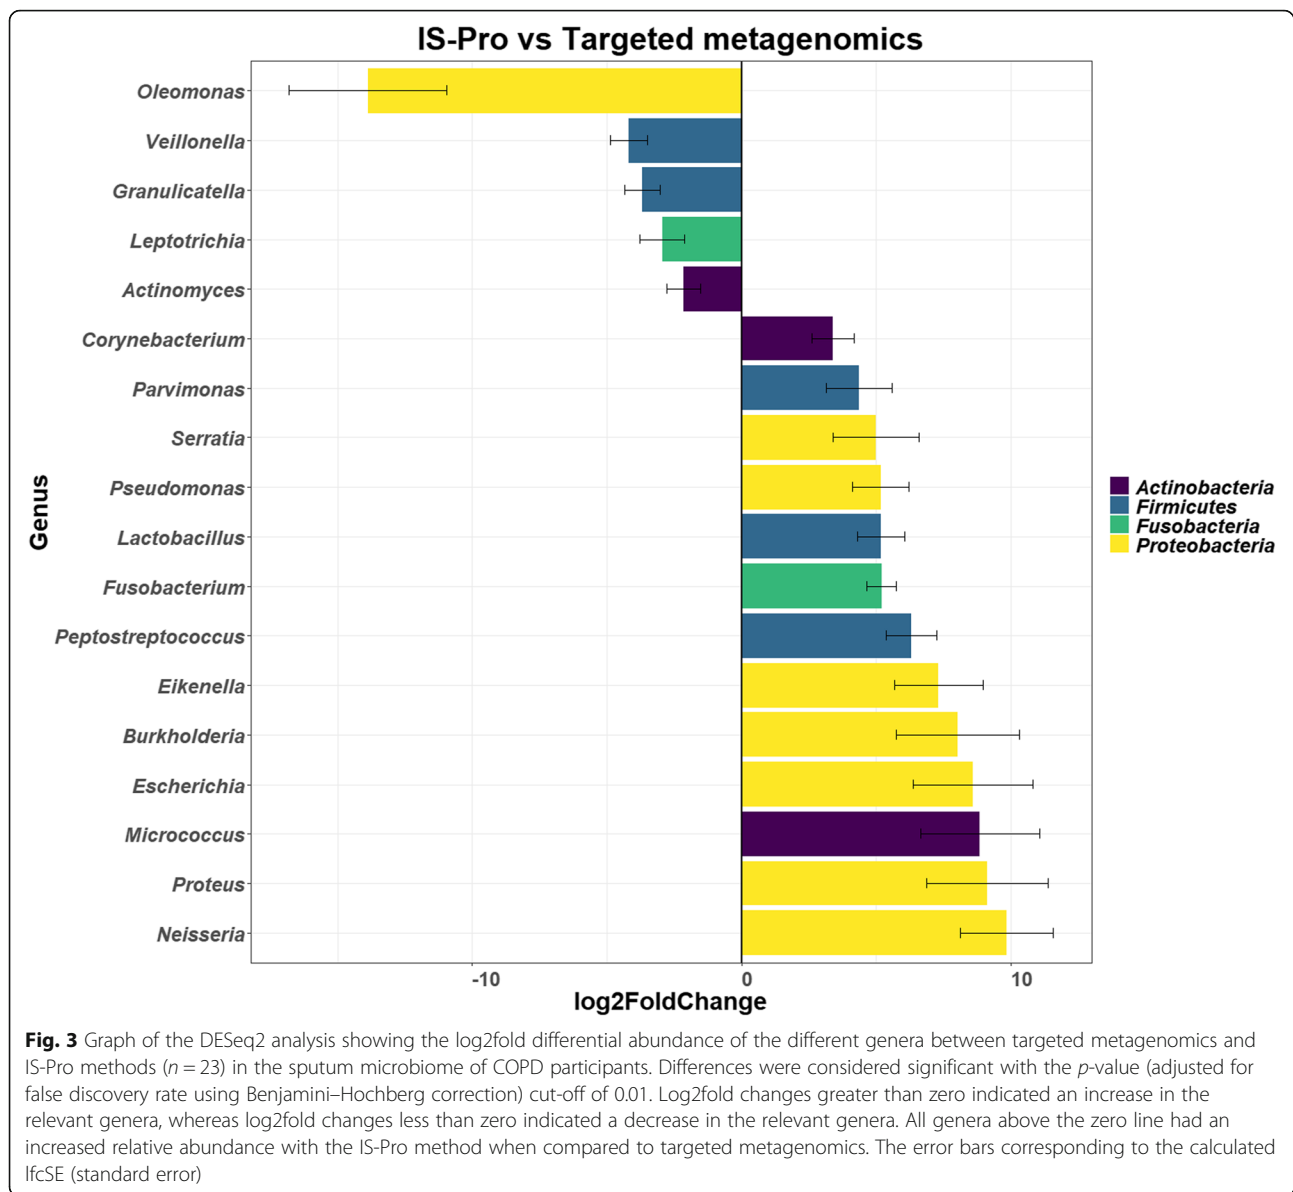 IS-Pro vs Targeted metagenomics
Oleomonas
Veillonella
Granulicatella
Leptotrichia
Actinomyces
Corynebacterium
Parvimonas
Serratia
Pseudomonas
Lactobacillus
Fusobacterium
Peptostreptococcus
Eikenella
Burkholderia
Escherichia
Micrococcus
Proteus
Neisseria
Genus
-10 0 10
log2FoldChange
Actinobacteria
Firmicutes
Fusobacteria
Proteobacteria
Fig. 3 Graph of the DESeq2 analysis showing the log2fold differential abundance of the different genera between targeted metagenomics and
IS-Pro methods (n = 23) in the sputum microbiome of COPD participants. Differences were considered significant with the p-value (adjusted for
false discovery rate using Benjamini–Hochberg correction) cut-off of 0.01. Log2fold changes greater than zero indicated an increase in the
relevant genera, whereas log2fold changes less than zero indicated a decrease in the relevant genera. All genera above the zero line had an
increased relative abundance with the IS-Pro method when compared to targeted metagenomics. The error bars corresponding to the calculated
lfcSE (standard error)